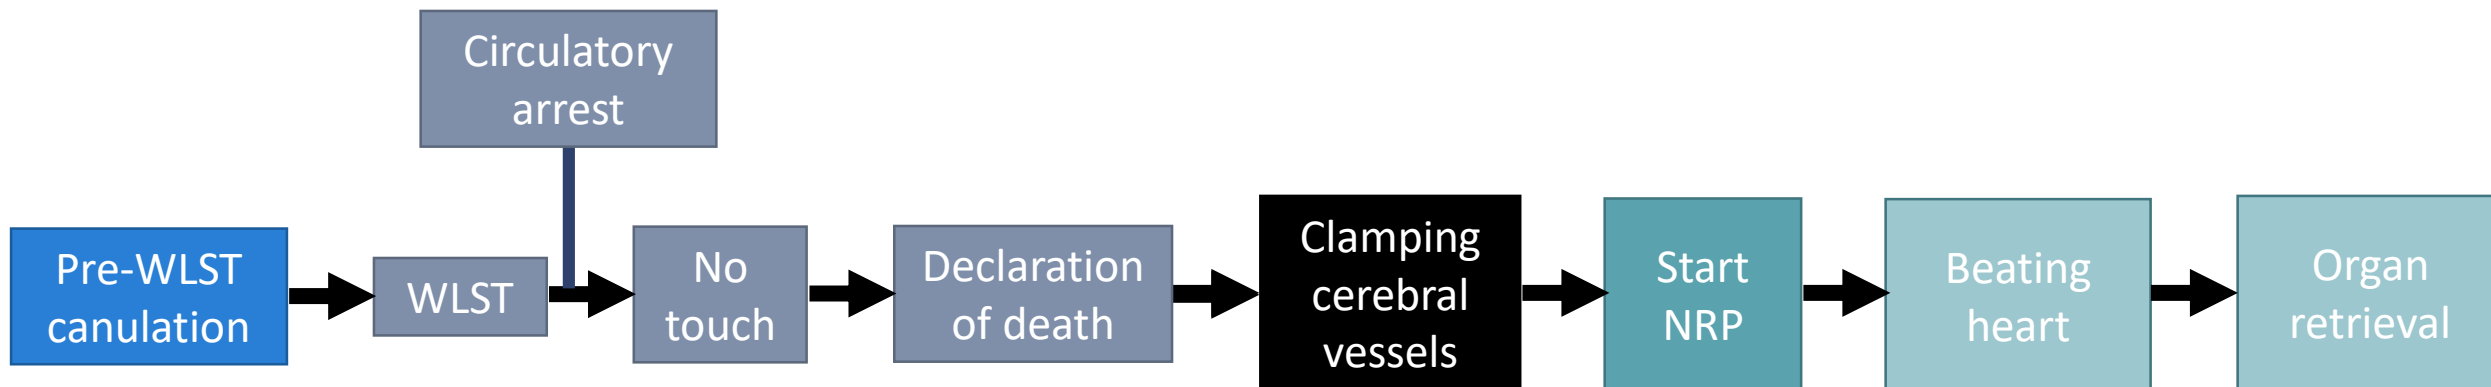 Circulatory
arrest
Pre-WLST
canulation
WLST
No
touch
Declaration
of death
Clamping
cerebral
vessels
Start
NRP
Beating
heart
Organ
retrieval